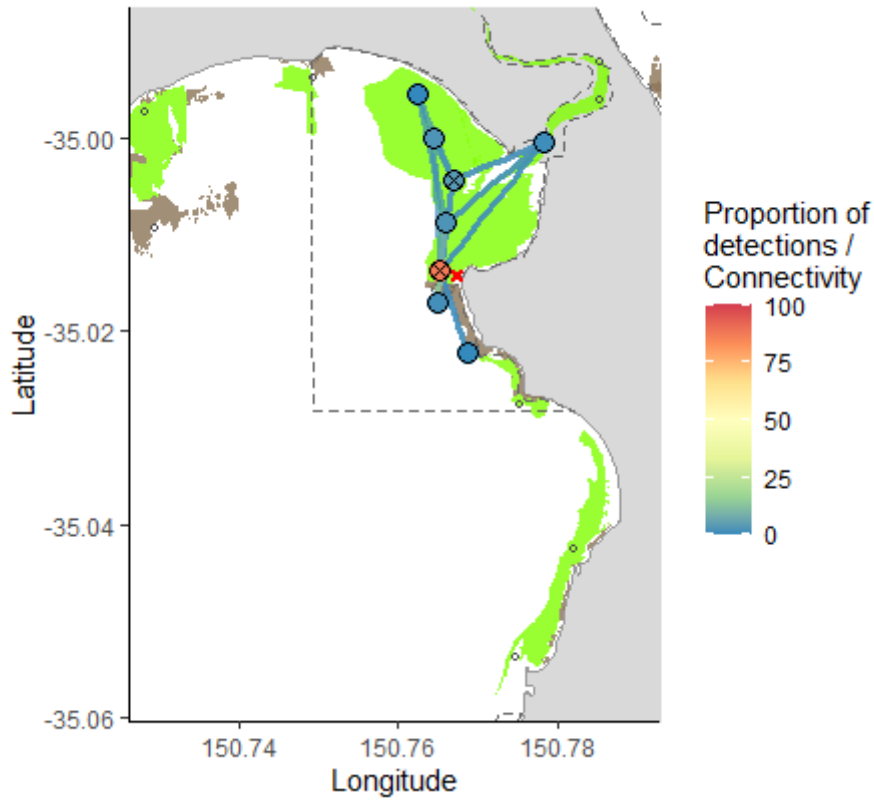 -35.00
-35.02
-35.04
-35.06
Latitude
150.74
150.76
150.78
Longitude
Proportion of
detections /
Connectivity
100
75
50
25
0